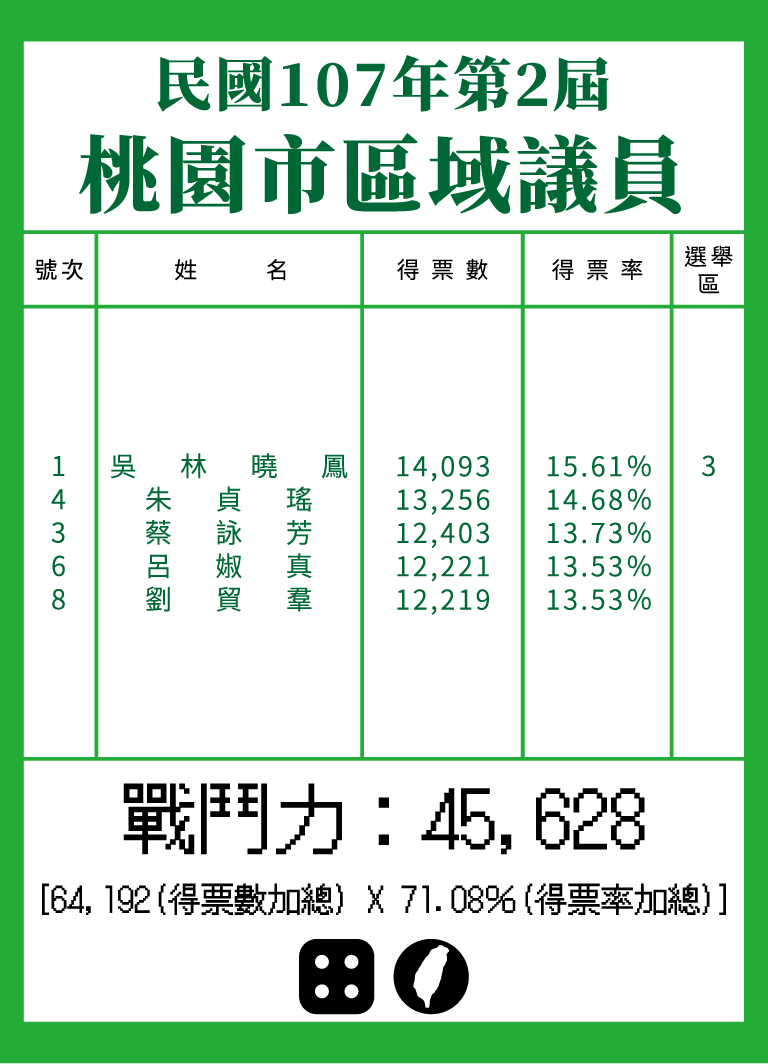 民國107年第2屆
桃園市區域議員
號次 姓名 得票數 得票率 選舉區
1 吳林曉鳳 14,093 15.61% 3
4 朱貞瑤 13,256 14.68%
3 蔡詠芳 12,403 13.73%
6 呂婌真 12,221 13.53%
8 劉貿羣 12,219 13.53%
戰鬥力：45,628
[64,192(得票數加總) X 71.08%(得票率加總)]